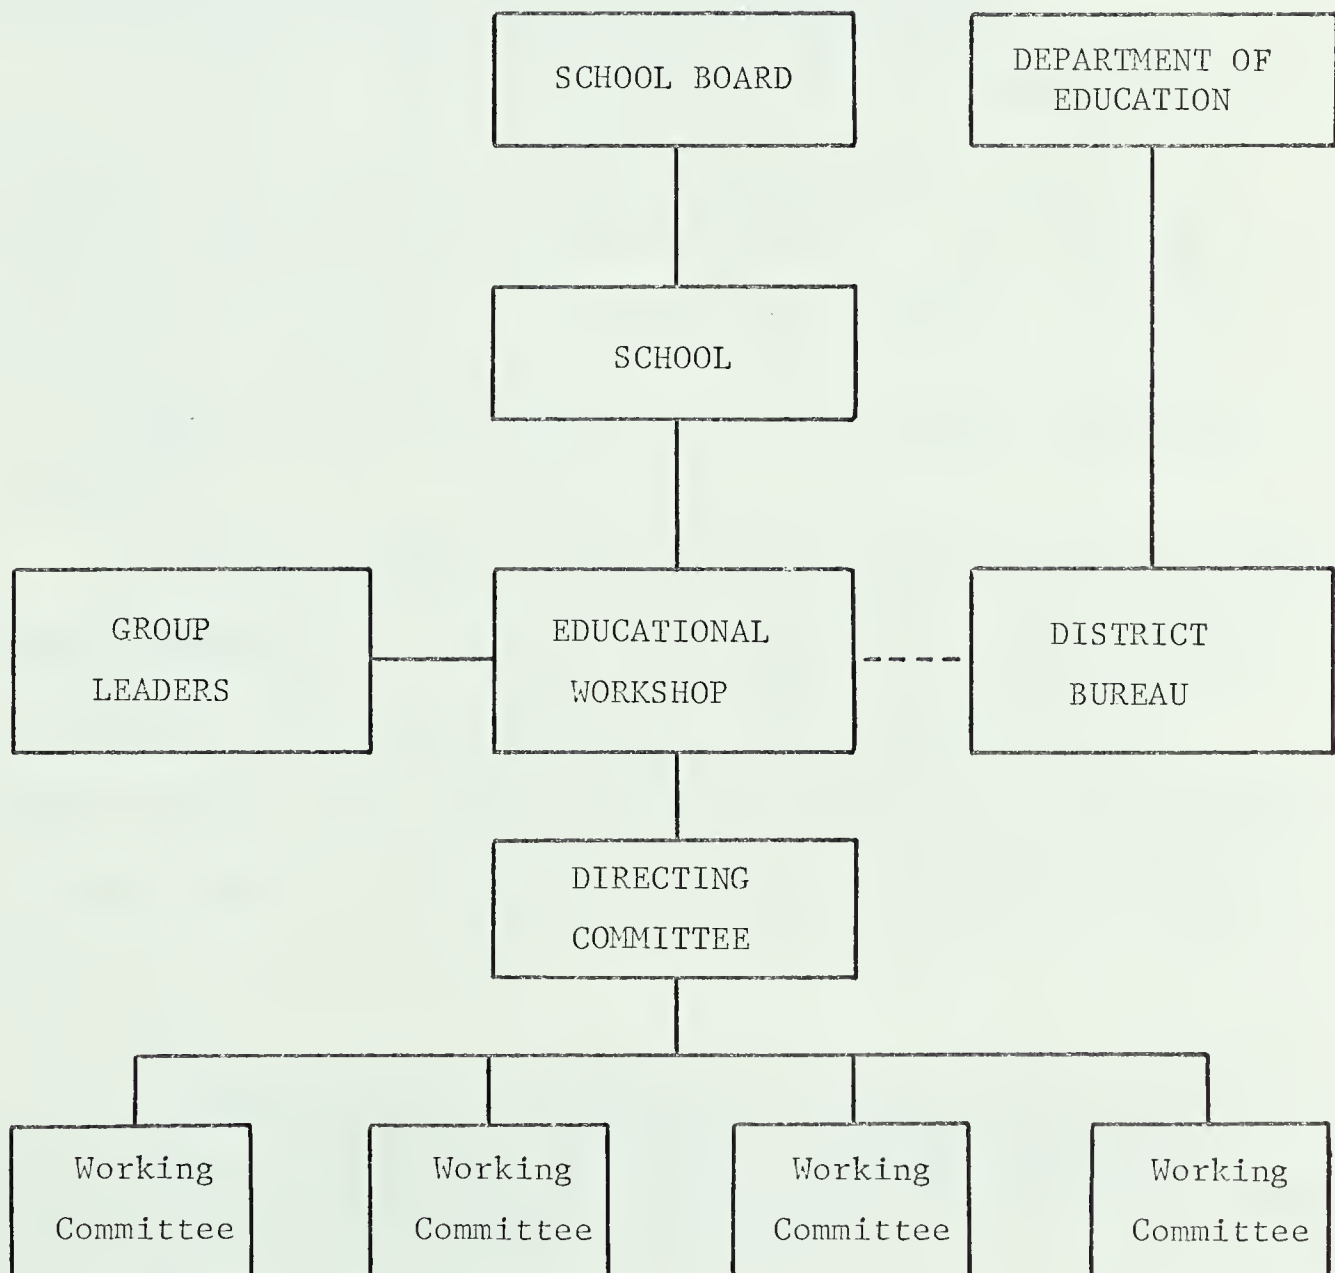 SCHOOL BOARD
DEPARTMENT OF
EDUCATION
SCHOOL
GROUP
LEADERS
EDUCATIONAL
WORKSHOP
DISTRICT
BUREAU
DIRECTING
COMMITTEE
Working
Committee
Working
Committee
Working
Committee
Working
Committee